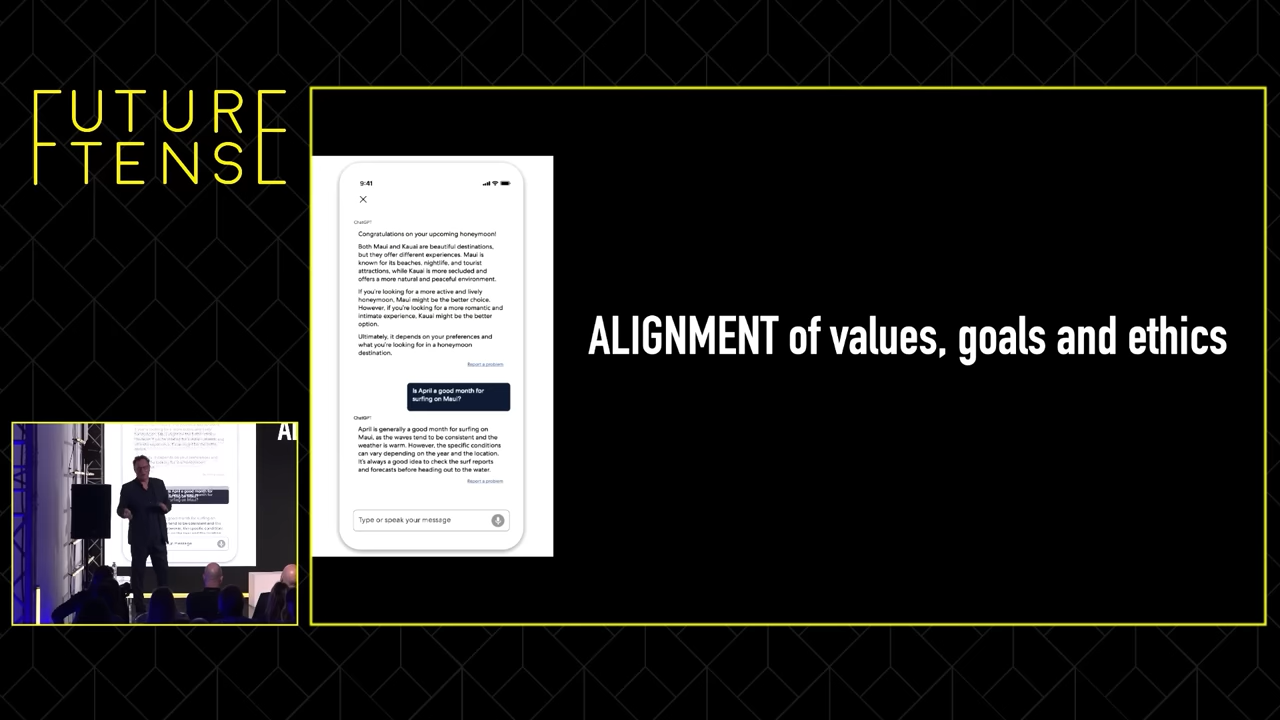 FUTURE
TENSE
9:41
ChatGPT
Congratulations on your upcoming honeymoon!
Both Maui and Kauai are beautiful destinations,
but they offer different experiences. Maui is
known for its beaches, nightlife, and tourist
attractions, while Kauai is more secluded and
offers a more natural and peaceful environment.
If you're looking for a more active and lively
honeymoon, Maui might be the better choice.
However, if you're looking for a more romantic and
intimate experience, Kauai might be the better
option.
Ultimately, it depends on your preferences and
what you're looking for in a honeymoon
destination.
Report a problem
Is April a good month for
surfing on Maui?
ChatGPT
April is generally a good month for surfing on
Maui, as the waves tend to be consistent and the
weather is warm. However, the specific conditions
can vary depending on the year and the location.
It's always a good idea to check the surf reports
and forecasts before heading out to the water.
Report a problem
Type or speak your message
ALIGNMENT of values, goals and ethics